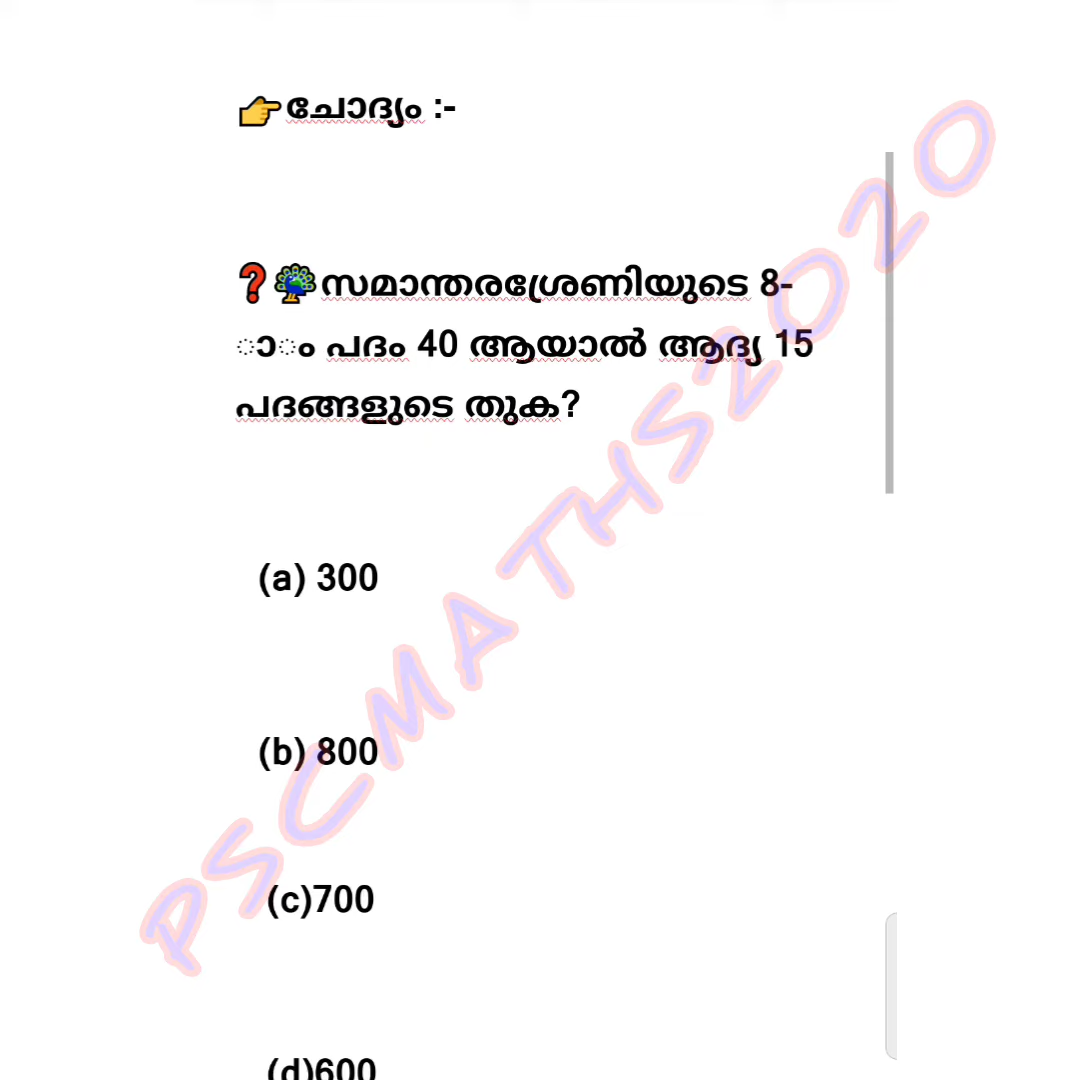 👉ചോദ്യം :-
❓🦚സമാന്തരശ്രേണിയുടെ 8-
ാം പദം 40 ആയാൽ ആദ്യ 15
പദങ്ങളുടെ തുക?
(a) 300
(b) 800
(c)700
(d)600
PSCMATHS2020